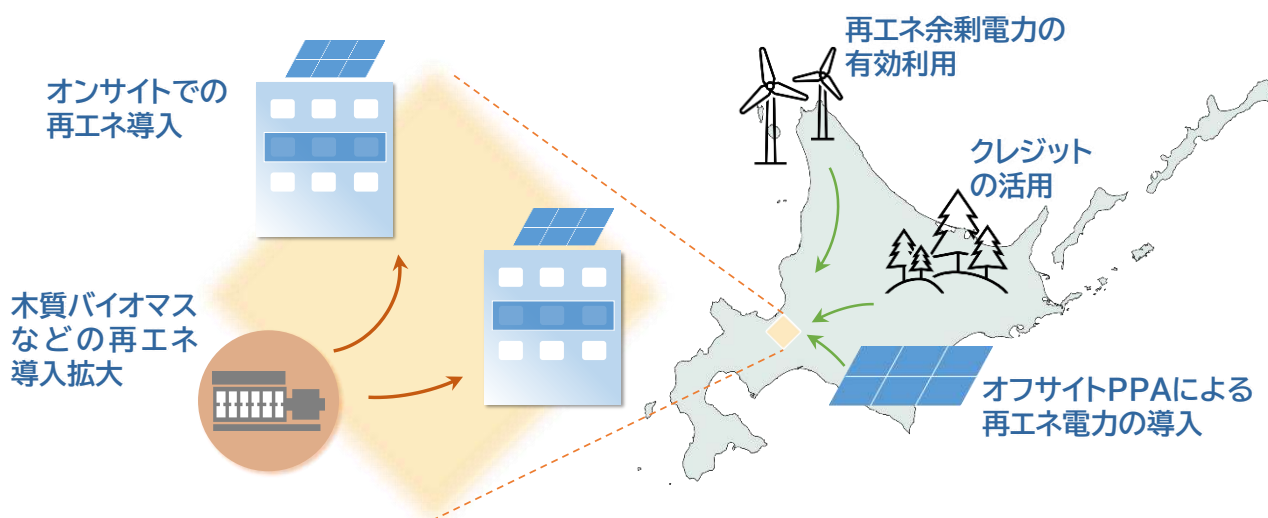 オンサイトでの
再エネ導入
木質バイオマス
などの再エネ
導入拡大
再エネ余剰電力の
有効利用
クレジット
の活用
オフサイトPPAによる
再エネ電力の導入